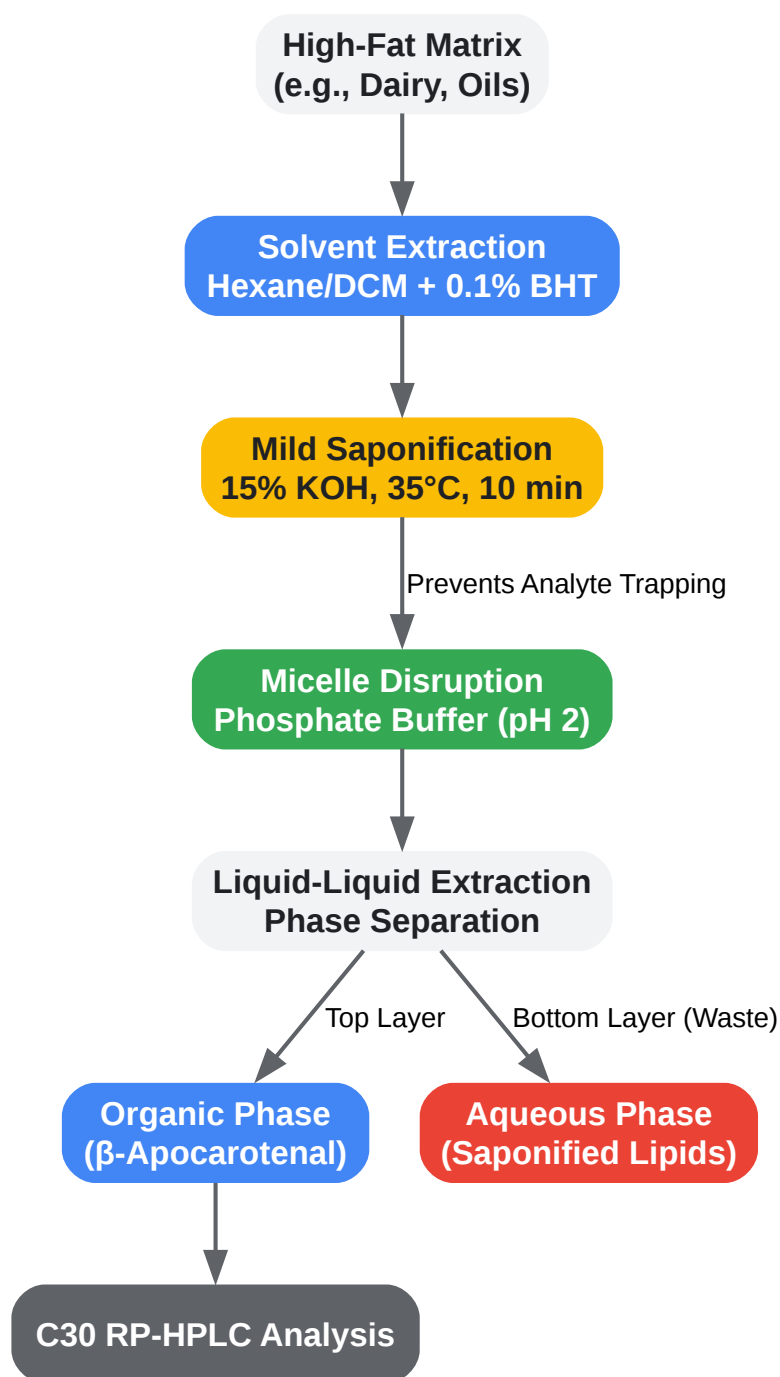 High-Fat Matrix
(e.g., Dairy, Oils)
Solvent Extraction
Hexane/DCM + 0.1% BHT
Mild Saponification
15% KOH, 35°C, 10 min
Prevents Analyte Trapping
Micelle Disruption
Phosphate Buffer (pH 2)
Liquid-Liquid Extraction
Phase Separation
Top Layer
Bottom Layer (Waste)
Organic Phase
(β-Apocarotenal)
Aqueous Phase
(Saponified Lipids)
C30 RP-HPLC Analysis